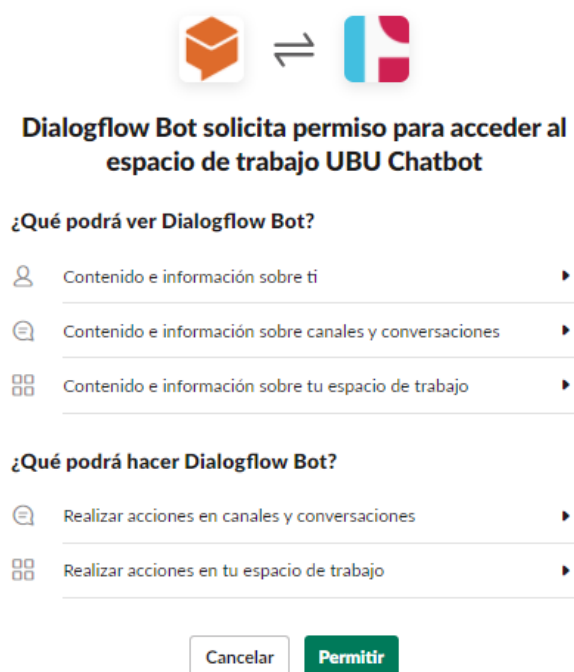 Dialogflow Bot solicita permiso para acceder al
espacio de trabajo UBU Chatbot
¿Qué podrá ver Dialogflow Bot?
Contenido e información sobre ti
Contenido e información sobre canales y conversaciones
Contenido e información sobre tu espacio de trabajo
¿Qué podrá hacer Dialogflow Bot?
Realizar acciones en canales y conversaciones
Realizar acciones en tu espacio de trabajo
Cancelar Permitir